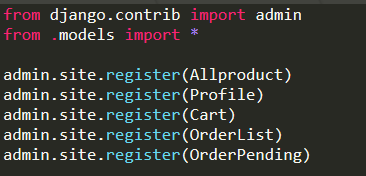 from django.contrib import admin
from .models import *
admin.site.register(Allproduct)
admin.site.register(Profile)
admin.site.register(Cart)
admin.site.register(OrderList)
admin.site.register(OrderPending)